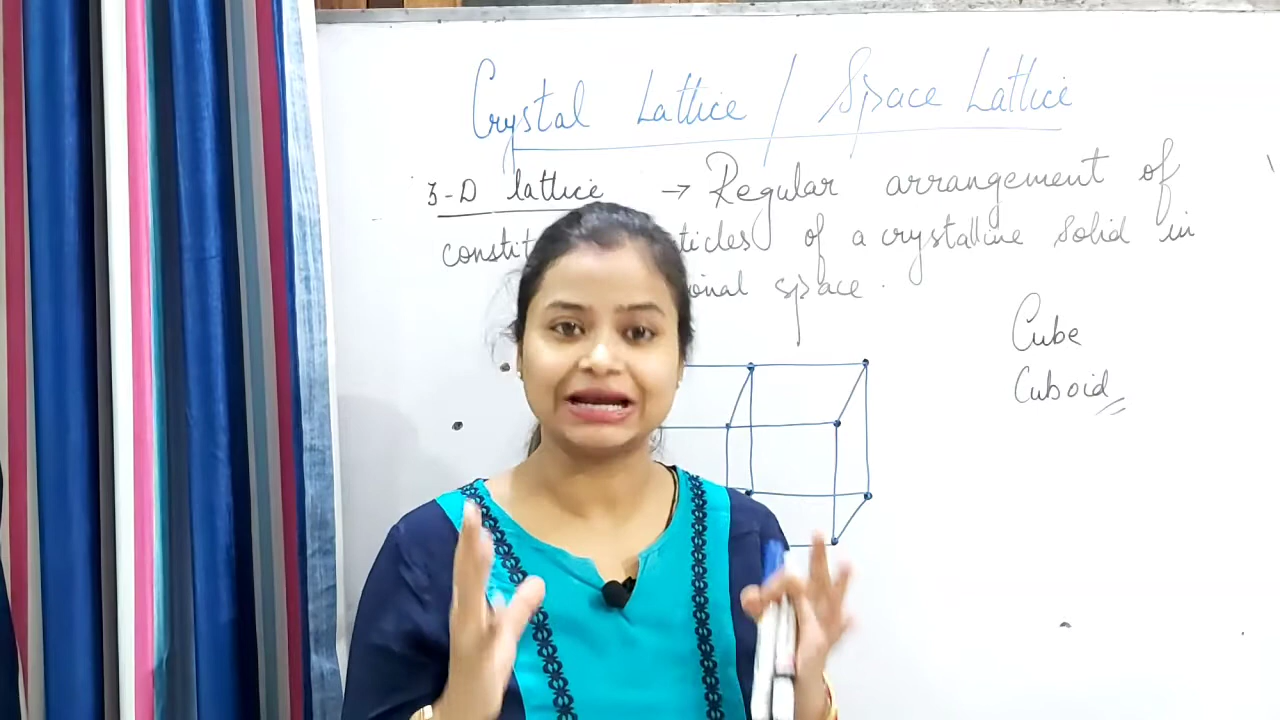 Crystal Lattice / Space Lattice
3-D lattice → Regular arrangement of
constit ticles of a crystalline solid in
onal space.
Cube
Cuboid